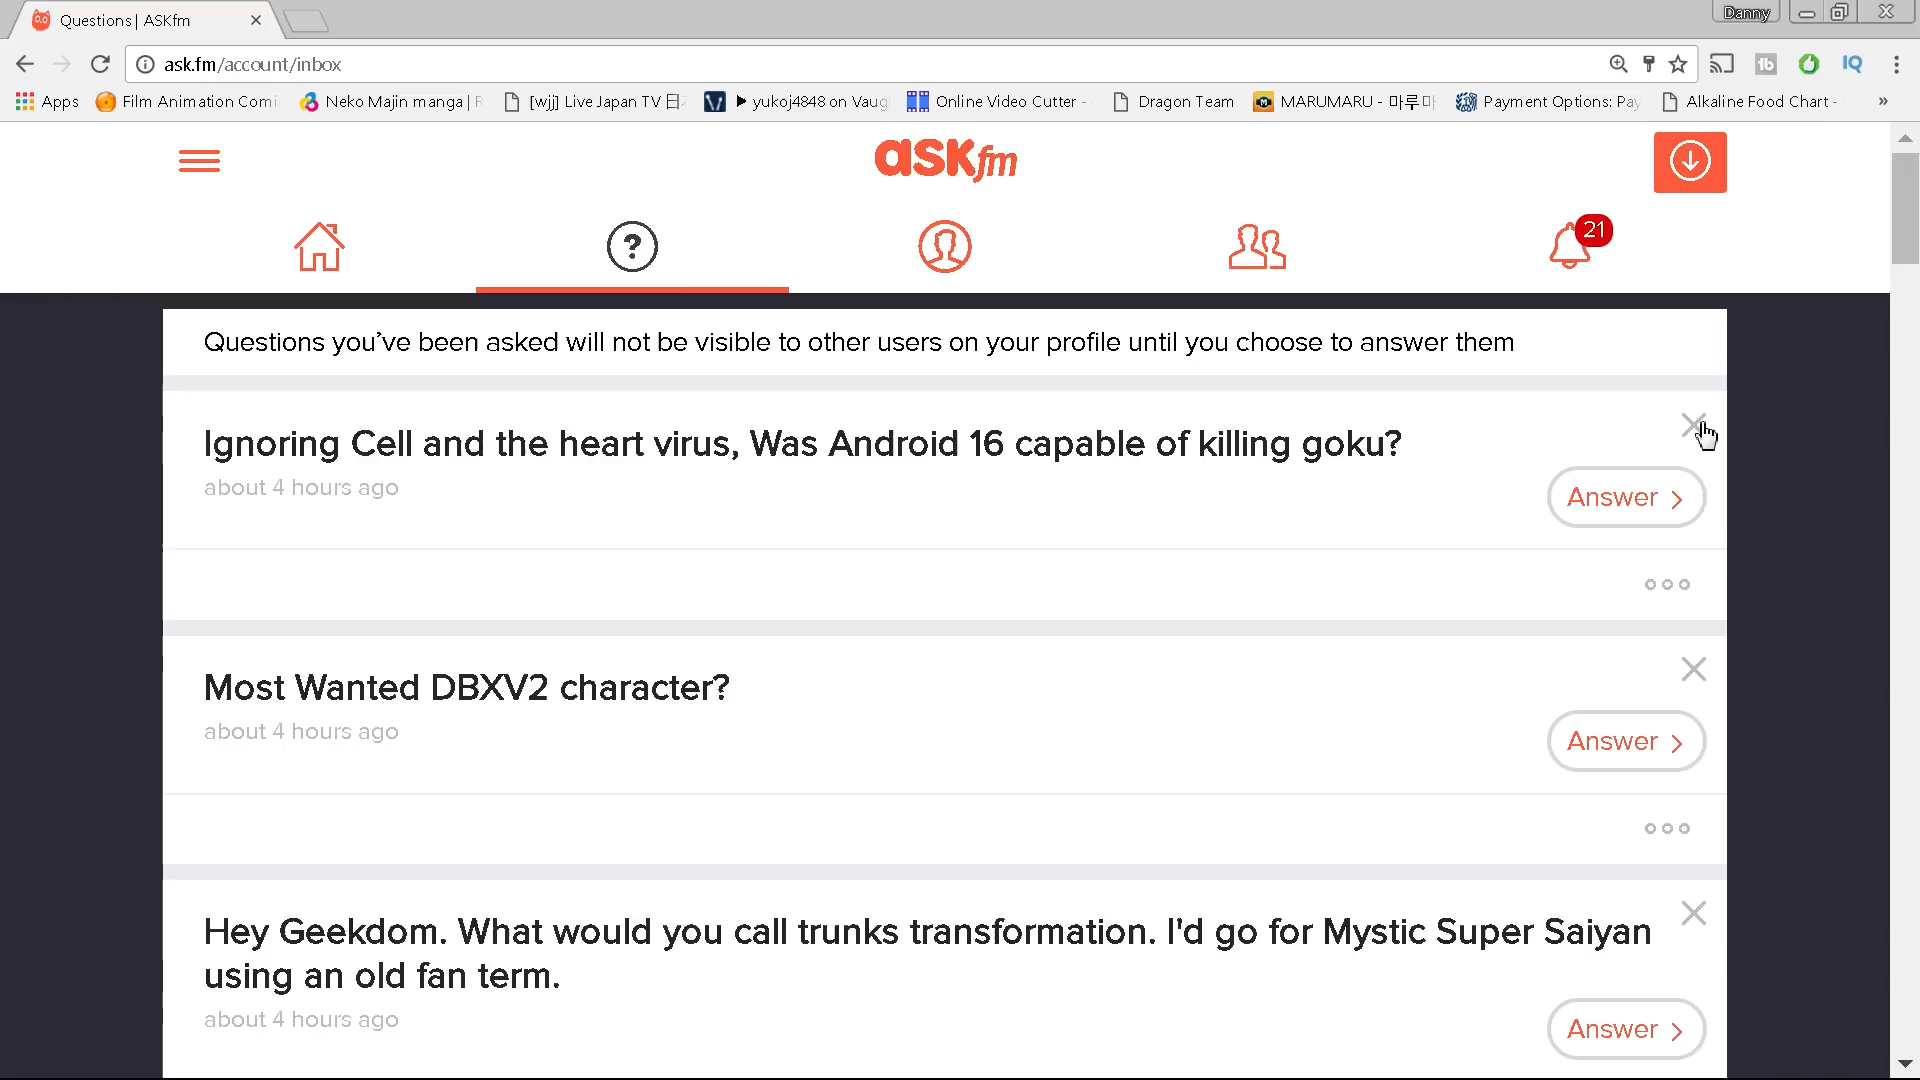 Questions | ASKfm
Danny
ask.fm/account/inbox
Apps
Film Animation Comi
Neko Majin manga | R
[wjj] Live Japan TV 日
yukoj4848 on Vaug
Online Video Cutter -
Dragon Team
MARUMARU - 마루마
Payment Options: Pay
Alkaline Food Chart -
»
ASKfm
21
Questions you’ve been asked will not be visible to other users on your profile until you choose to answer them
Ignoring Cell and the heart virus, Was Android 16 capable of killing goku?
about 4 hours ago
Answer
Most Wanted DBXV2 character?
about 4 hours ago
Answer
Hey Geekdom. What would you call trunks transformation. I'd go for Mystic Super Saiyan
using an old fan term.
about 4 hours ago
Answer